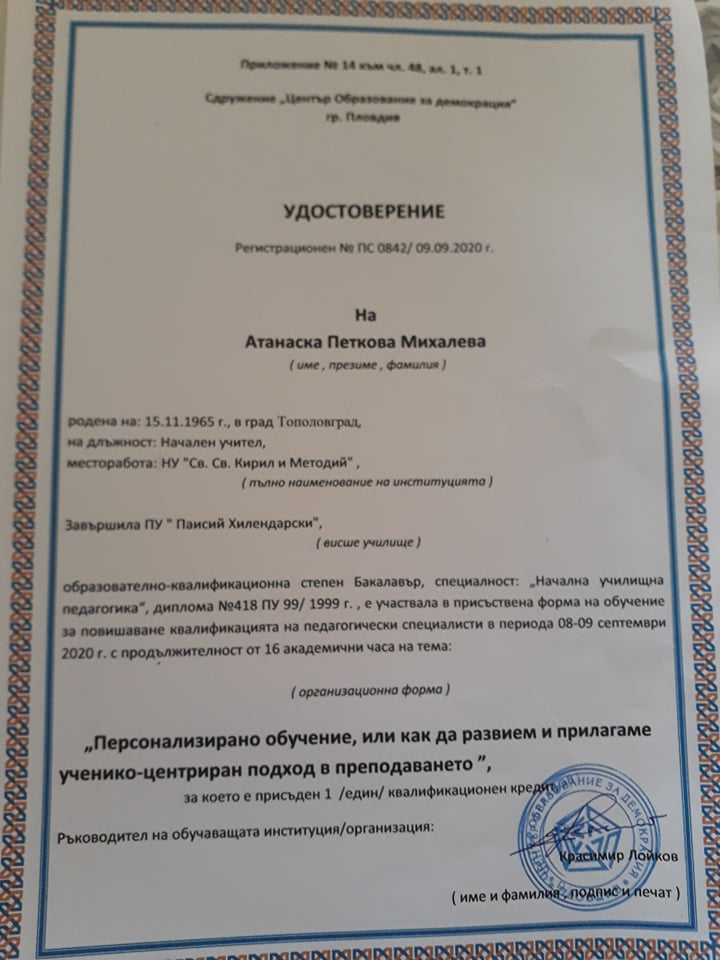 Приложение № 14 към чл. 48, ал. 1, т. 1
Сдружение „Център Образование за демокрация"
гр. Пловдив
УДОСТОВЕРЕНИЕ
Регистрационен № ПС 0842/ 09.09.2020 г.
На
Атанаска Петкова Михалева
( име , презиме , фамилия )
родена на: 15.11.1965 г., в град Тополовград,
на длъжност: Начален учител,
месторабота: НУ "Св. Св. Кирил и Методий" ,
( пълно наименование на институцията )
Завършила ПУ " Паисий Хилендарски",
( висше училище )
образователно-квалификационна степен Бакалавър, специалност: „Начална училищна
педагогика“, диплома №418 ПУ 99/ 1999 г. , е участвала в присъствена форма на обучение
за повишаване квалификацията на педагогически специалисти в периода 08-09 септември
2020 г. с продължителност от 16 академични часа на тема:
( организационна форма )
„Персонализирано обучение, или как да развием и прилагаме
ученико-центриран подход в преподаването ”,
за което е присъден 1 /един/ квалификационен кредит
Ръководител на обучаващата институция/организация:
ОБРАЗОВАНИЕ ЗА ДЕМОКРАЦИЯ
Красимир Лойков
( име и фамилия , подпис и печат )